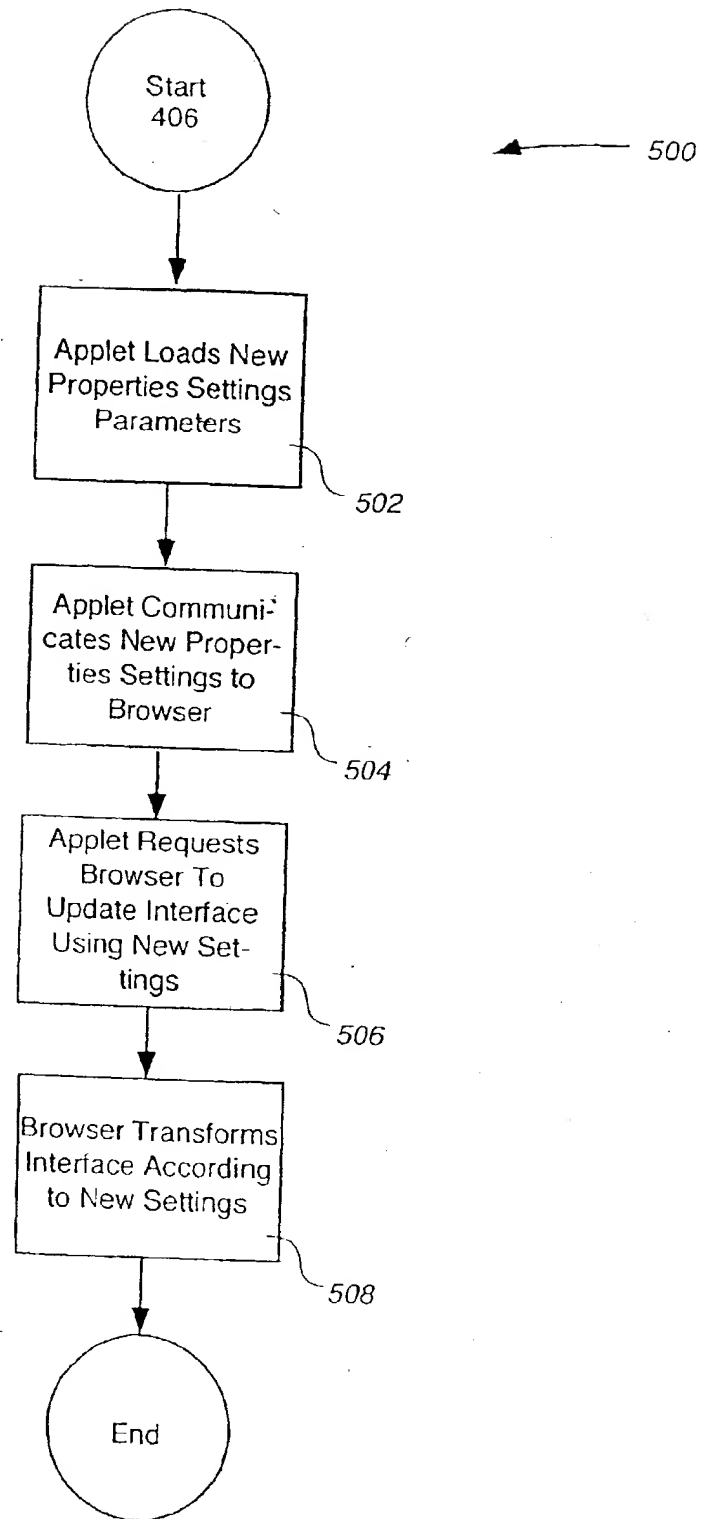 Start
406
500
Applet Loads New
Properties Settings
Parameters
502
Applet Communi-
cates New Proper-
ties Settings to
Browser
504
Applet Requests
Browser To
Update Interface
Using New Set-
tings
506
Browser Transforms
Interface According
to New Settings
508
End